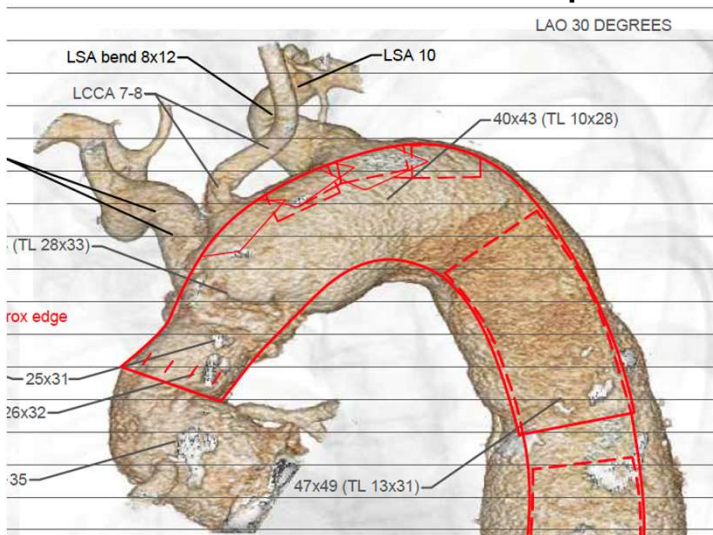 LAO 30 DEGREES
LSA bend 8x12
LSA 10
LCCA 7-8
40x43 (TL 10x28)
(TL 28x33)
rox edge
25x31
26x32
35
47x49 (TL 13x31)